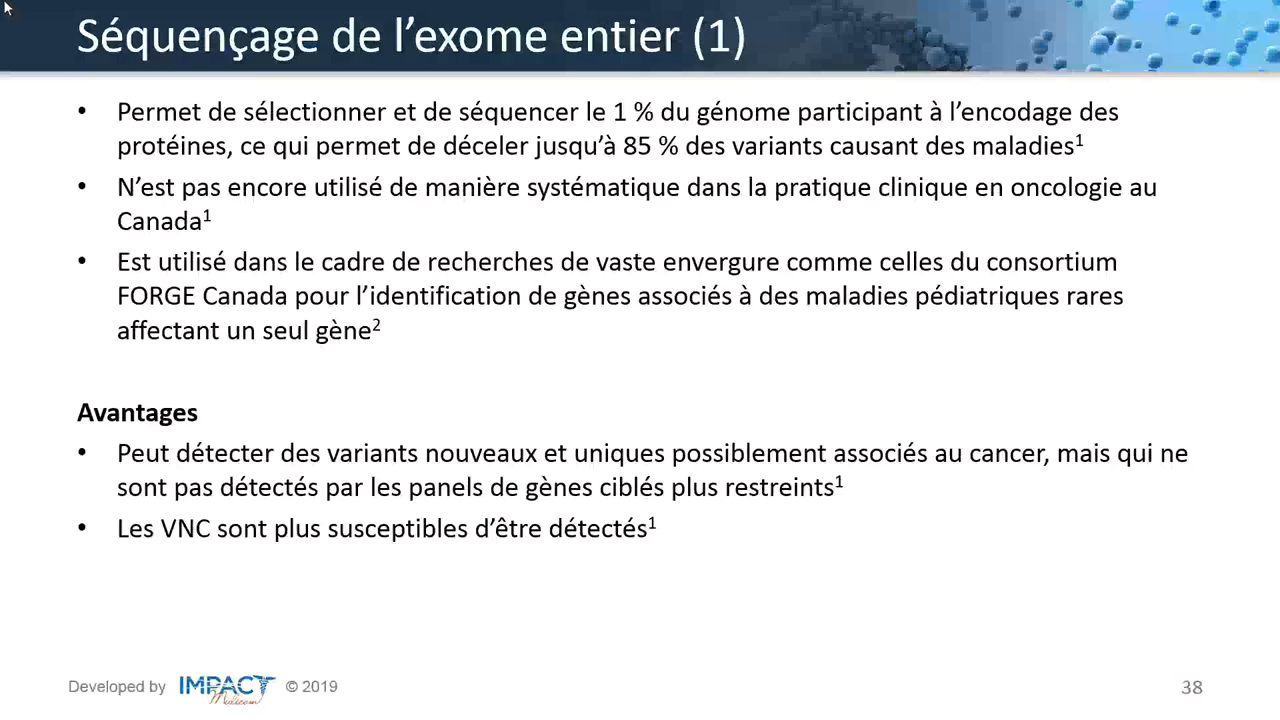 Séquençage de l’exome entier (1)
• Permet de sélectionner et de séquencer le 1 % du génome participant à l’encodage des
protéines, ce qui permet de déceler jusqu’à 85 % des variants causant des maladies¹
• N’est pas encore utilisé de manière systématique dans la pratique clinique en oncologie au
Canada¹
• Est utilisé dans le cadre de recherches de vaste envergure comme celles du consortium
FORGE Canada pour l’identification de gènes associés à des maladies pédiatriques rares
affectant un seul gène²
Avantages
• Peut détecter des variants nouveaux et uniques possiblement associés au cancer, mais qui ne
sont pas détectés par les panels de gènes ciblés plus restreints¹
• Les VNC sont plus susceptibles d’être détectés¹
Developed by IMPACT Medicom © 2019
38